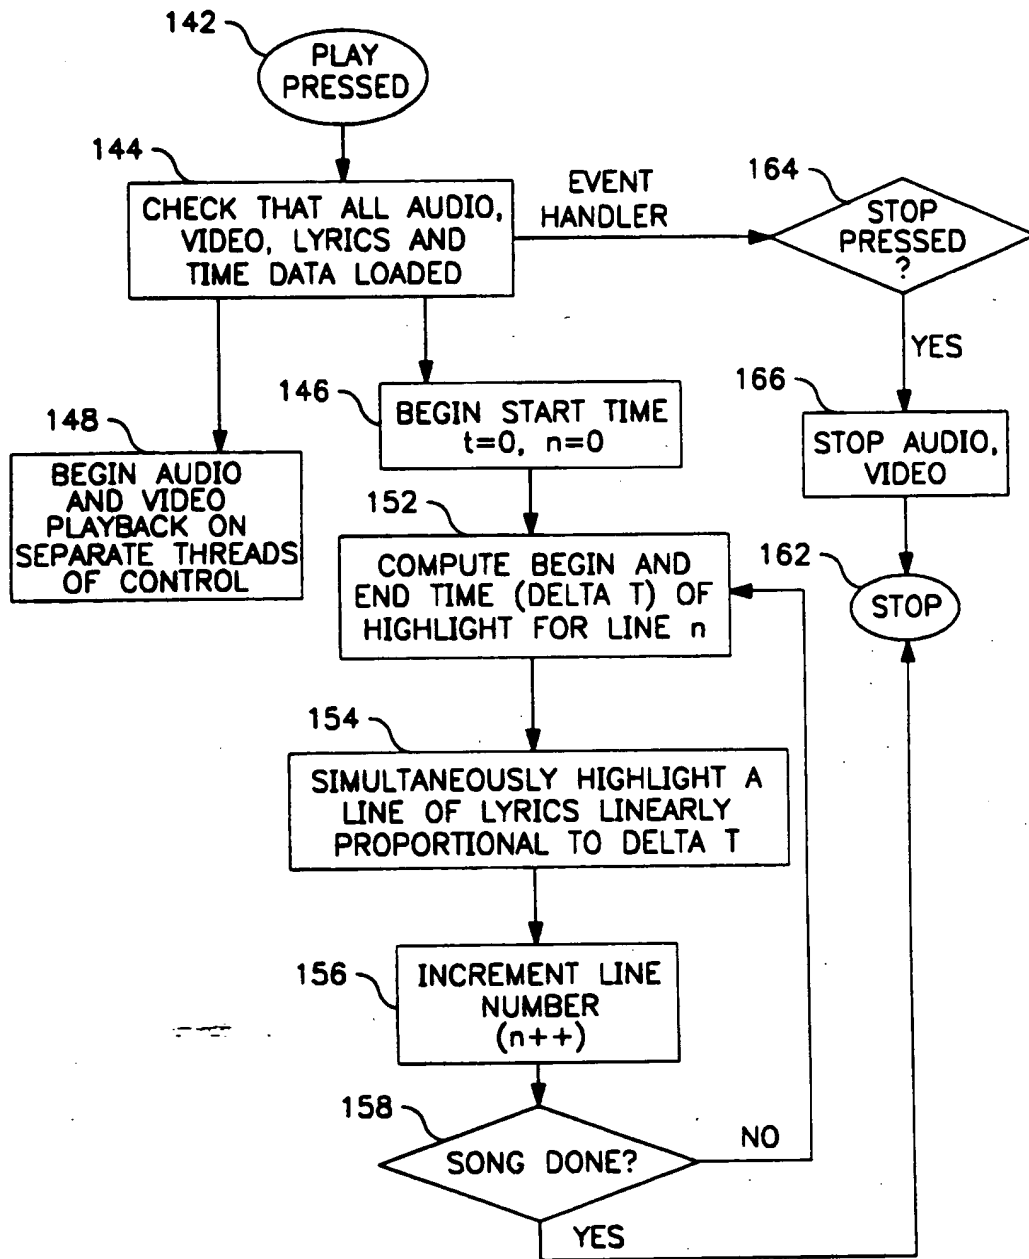 142
PLAY
PRESSED
144
CHECK THAT ALL AUDIO,
VIDEO, LYRICS AND
TIME DATA LOADED
EVENT
HANDLER
164
STOP
PRESSED
?
YES
146
BEGIN START TIME
t=0, n=0
148
BEGIN AUDIO
AND VIDEO
PLAYBACK ON
SEPARATE THREADS
OF CONTROL
166
STOP AUDIO,
VIDEO
152
COMPUTE BEGIN AND
END TIME (DELTA T) OF
HIGHLIGHT FOR LINE n
162
STOP
154
SIMULTANEOUSLY HIGHLIGHT A
LINE OF LYRICS LINEARLY
PROPORTIONAL TO DELTA T
156
INCREMENT LINE
NUMBER
(n++)
158
SONG DONE?
NO
YES